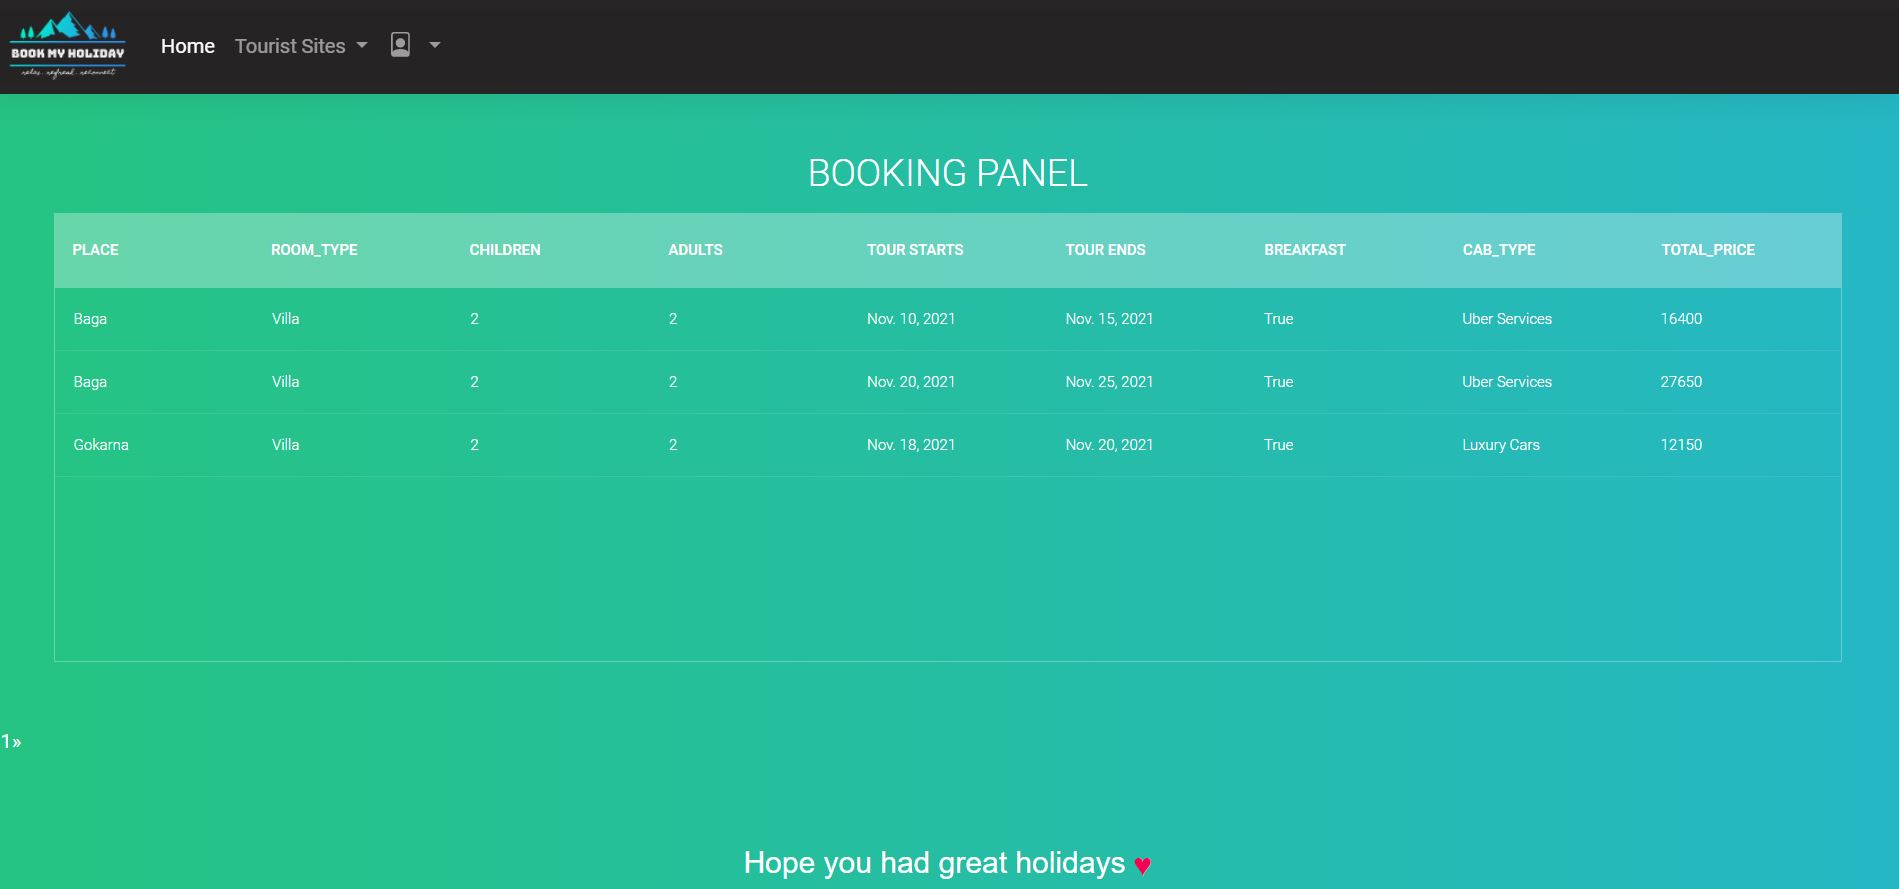 BOOK MY HOLIDAY
relax. refresh. reconnect
Home Tourist Sites
BOOKING PANEL
PLACE ROOM_TYPE CHILDREN ADULTS TOUR STARTS TOUR ENDS BREAKFAST CAB_TYPE TOTAL_PRICE
Baga Villa 2 2 Nov. 10, 2021 Nov. 15, 2021 True Uber Services 16400
Baga Villa 2 2 Nov. 20, 2021 Nov. 25, 2021 True Uber Services 27650
Gokarna Villa 2 2 Nov. 18, 2021 Nov. 20, 2021 True Luxury Cars 12150
1»
Hope you had great holidays ♥